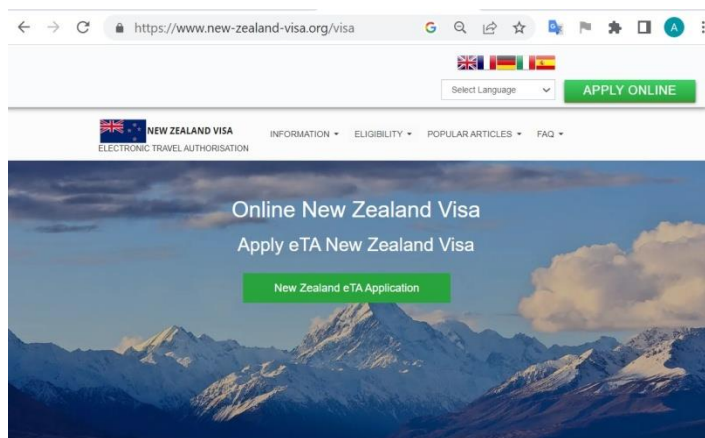 https://www.new-zealand-visa.org/visa
Select Language
APPLY ONLINE
NEW ZEALAND VISA
ELECTRONIC TRAVEL AUTHORISATION
INFORMATION
ELIGIBILITY
POPULAR ARTICLES
FAQ
Online New Zealand Visa
Apply eTA New Zealand Visa
New Zealand eTA Application